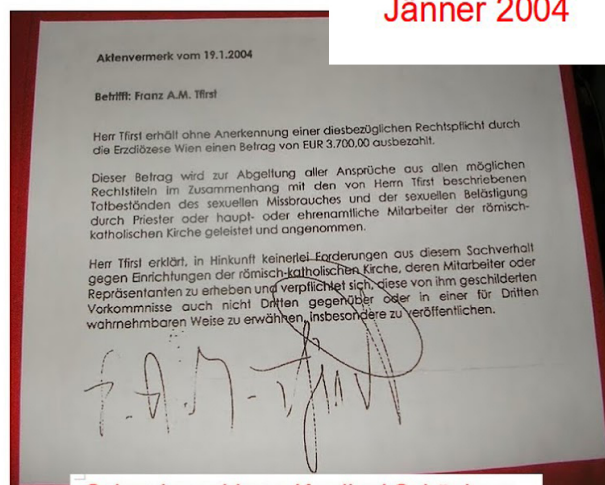 Jänner 2004
Aktenvermerk vom 19.1.2004
Betrifft: Franz A.M. Tfirst
Herr Tfirst erhält ohne Anerkennung einer diesbezüglichen Rechtspflicht durch
die Erzdiözese Wien einen Betrag von EUR 3.700,00 ausbezahlt.
Dieser Betrag wird zur Abgeltung aller Ansprüche aus allen möglichen
Rechtstiteln im Zusammenhang mit den von Herrn Tfirst beschriebenen
Tatbeständen des sexuellen Missbrauches und der sexuellen Belästigung
durch Priester oder haupt- oder ehrenamtliche Mitarbeiter der römisch-
katholischen Kirche geleistet und angenommen.
Herr Tfirst erklärt, in Hinkunft keinerlei Forderungen aus diesem Sachverhalt
gegen Einrichtungen der römisch-katholischen Kirche, deren Mitarbeiter oder
Repräsentanten zu erheben und verpflichtet sich, diese von ihm geschilderten
Vorkommnisse auch nicht Dritten gegenüber oder in einer für Dritten
wahrnehmbaren Weise zu erwähnen, insbesondere zu veröffentlichen.
F. A. M. Tfirst